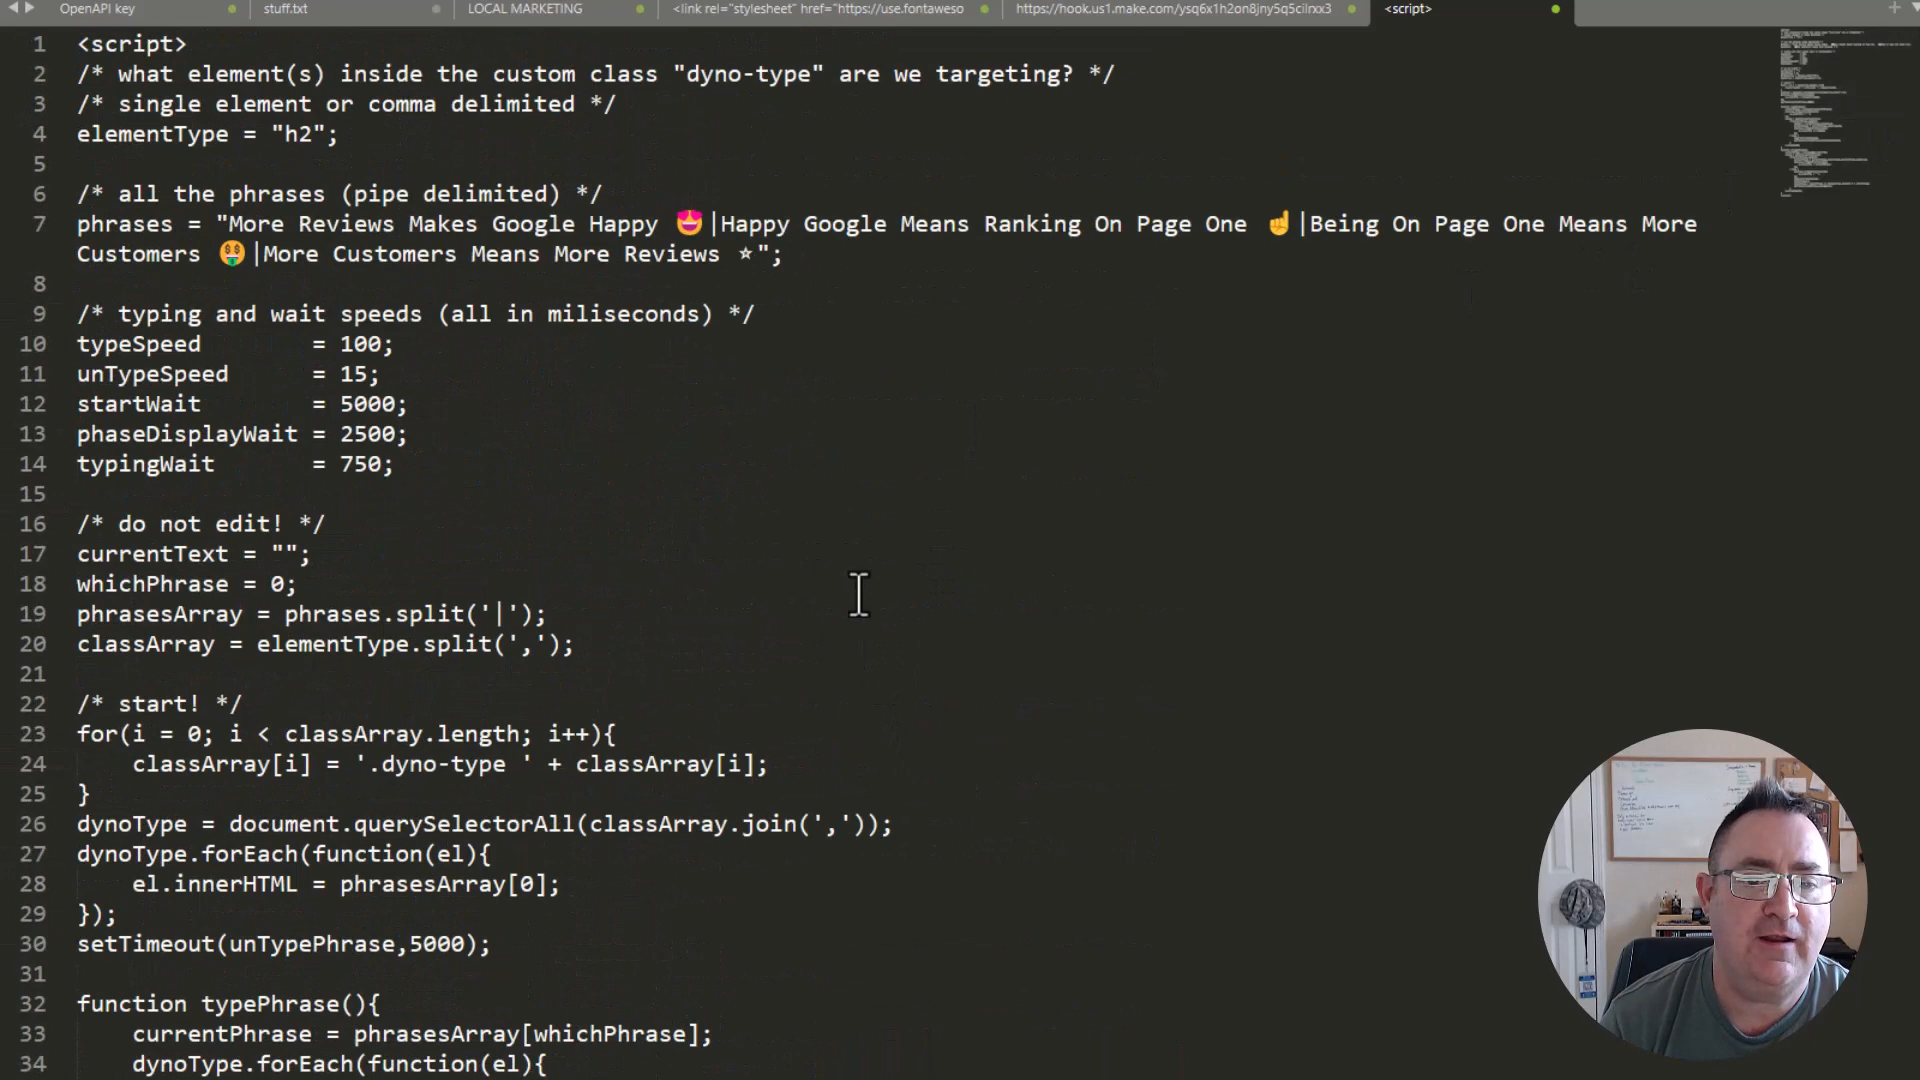 OpenAPI key
stuff.txt
LOCAL MARKETING
<link rel="stylesheet" href="https://use.fontaweso
https://hook.us1.make.com/ysq6x1h2on8jny5q5cilrxx3
<script>
1 <script>
2 /* what element(s) inside the custom class "dyno-type" are we targeting? */
3 /* single element or comma delimited */
4 elementType = "h2";
5
6 /* all the phrases (pipe delimited) */
7 phrases = "More Reviews Makes Google Happy 😍|Happy Google Means Ranking On Page One ☝|Being On Page One Means More
Customers 🤑|More Customers Means More Reviews ⭐";
8
9 /* typing and wait speeds (all in miliseconds) */
10 typeSpeed        = 100;
11 unTypeSpeed      = 15;
12 startWait        = 5000;
13 phaseDisplayWait = 2500;
14 typingWait       = 750;
15
16 /* do not edit! */
17 currentText = "";
18 whichPhrase = 0;
19 phrasesArray = phrases.split('|');
20 classArray = elementType.split(',');
21
22 /* start! */
23 for(i = 0; i < classArray.length; i++){
24     classArray[i] = '.dyno-type ' + classArray[i];
25 }
26 dynoType = document.querySelectorAll(classArray.join(','));
27 dynoType.forEach(function(el){
28     el.innerHTML = phrasesArray[0];
29 });
30 setTimeout(unTypePhrase,5000);
31
32 function typePhrase(){
33     currentPhrase = phrasesArray[whichPhrase];
34     dynoType.forEach(function(el){